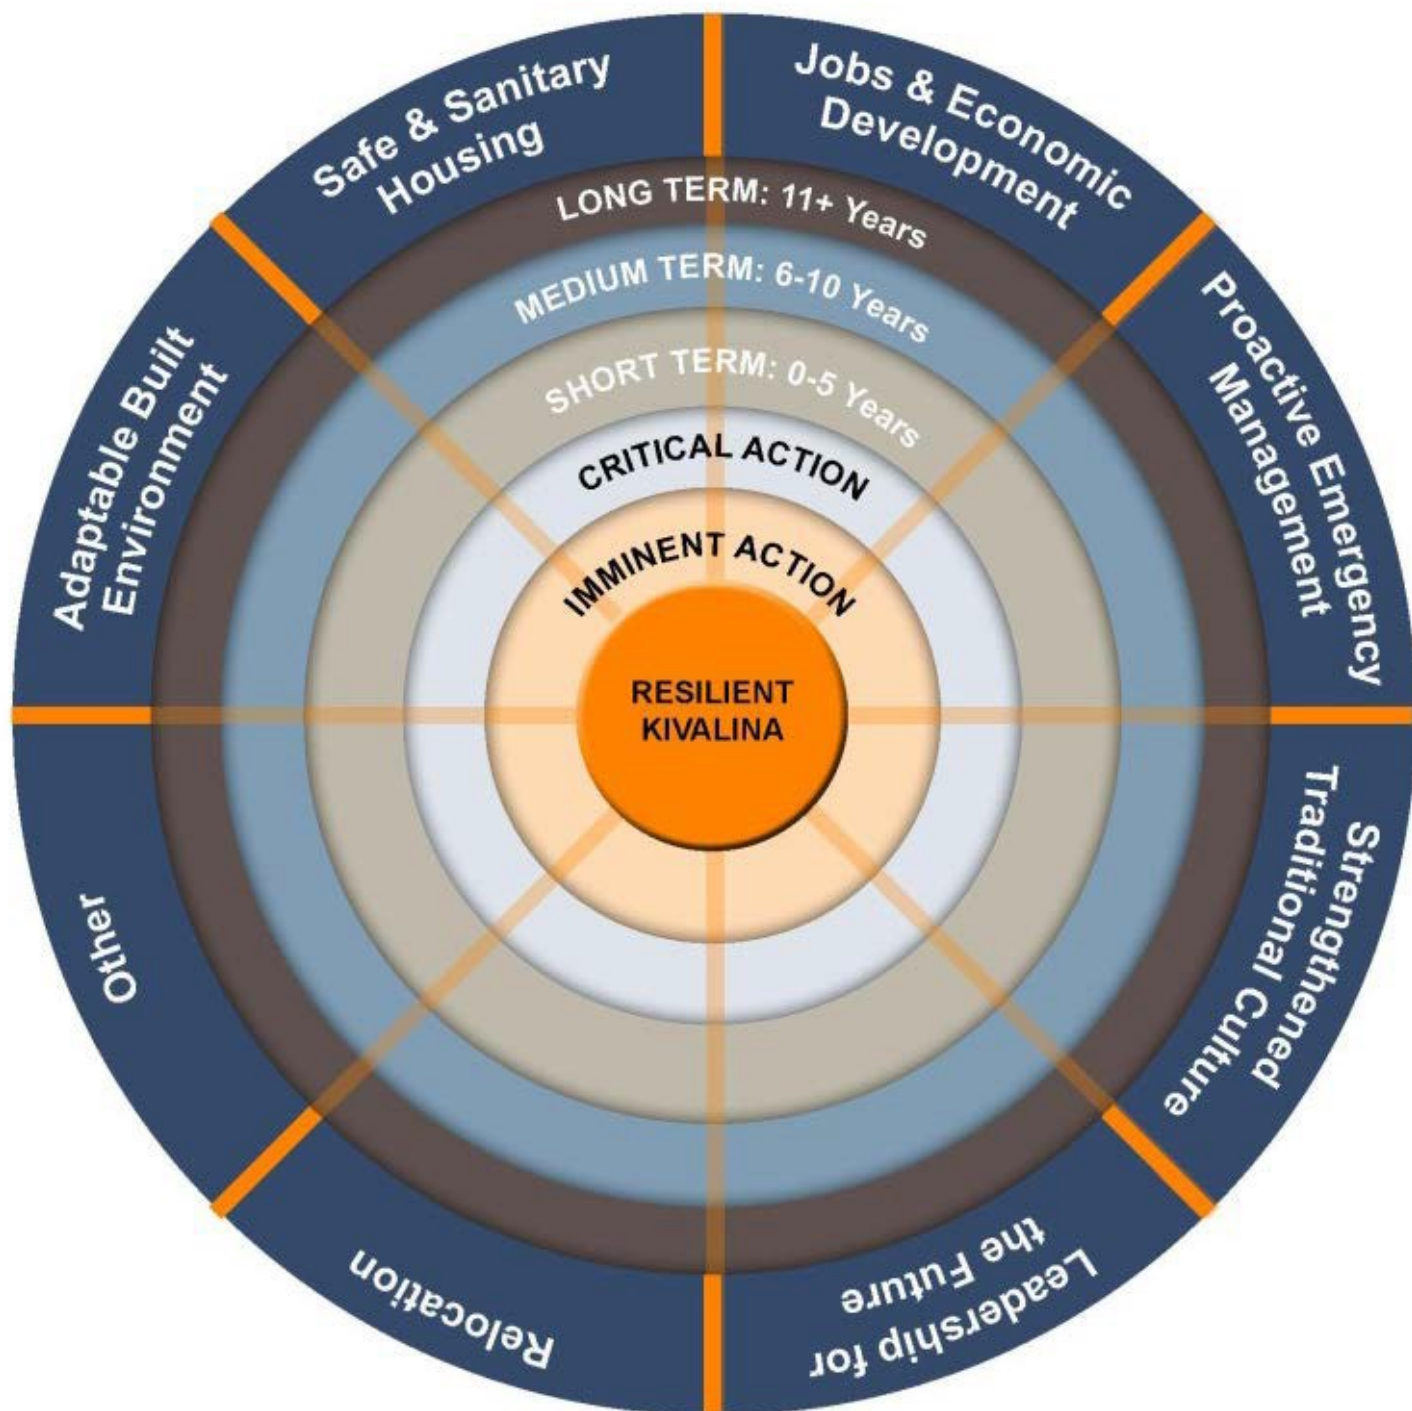 Safe & Sanitary
Housing
Jobs & Economic
Development
Proactive Emergency
Management
Strengthened
Traditional Culture
Leadership for
the Future
Relocation
Other
Adaptable Built
Environment
LONG TERM: 11+ Years
MEDIUM TERM: 6-10 Years
SHORT TERM: 0-5 Years
CRITICAL ACTION
IMMINENT ACTION
RESILIENT
KIVALINA